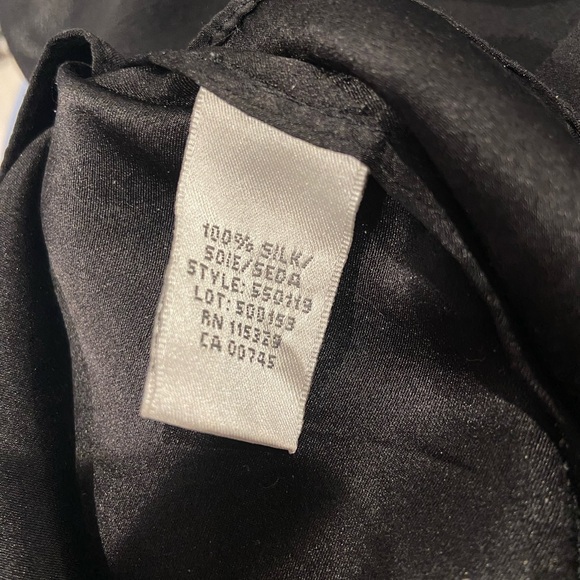 100% SILK/
SOIE/SEDA
STYLE: 550119
LOT: 500153
RN 115329
CA 00745